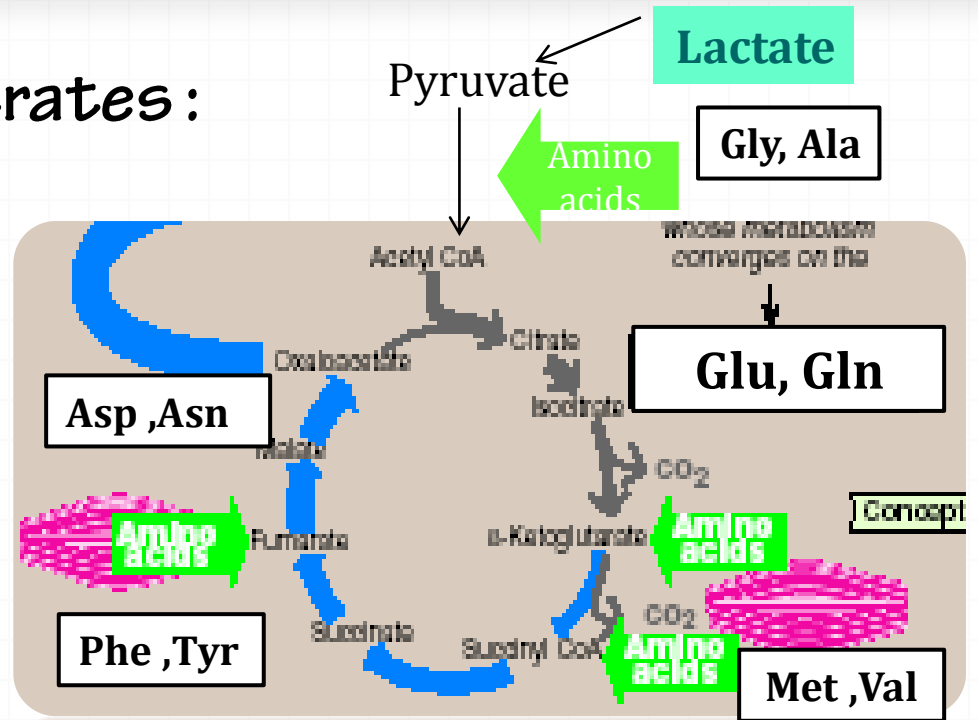 Lactate
Pyruvate
rates :
Gly, Ala
Amino
acids
whose metabolism
converges on the
Acetyl CoA
Citrate
Oxaloacetate
Glu, Gln
Isocitrate
Asp ,Asn
Malate
CO₂
Concept
Amino
acids
Fumarate
α-Ketoglutarate
Amino
acids
CO₂
Succinate
Succinyl CoA
Amino
acids
Phe ,Tyr
Met ,Val